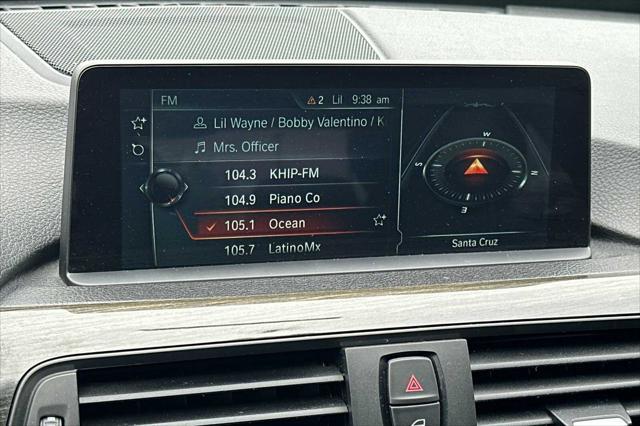 FM 2 Lil 9:38 am
Lil Wayne / Bobby Valentino / K
Mrs. Officer
104.3 KHIP-FM
104.9 Piano Co
105.1 Ocean
105.7 LatinoMx
W
S N
E
Santa Cruz